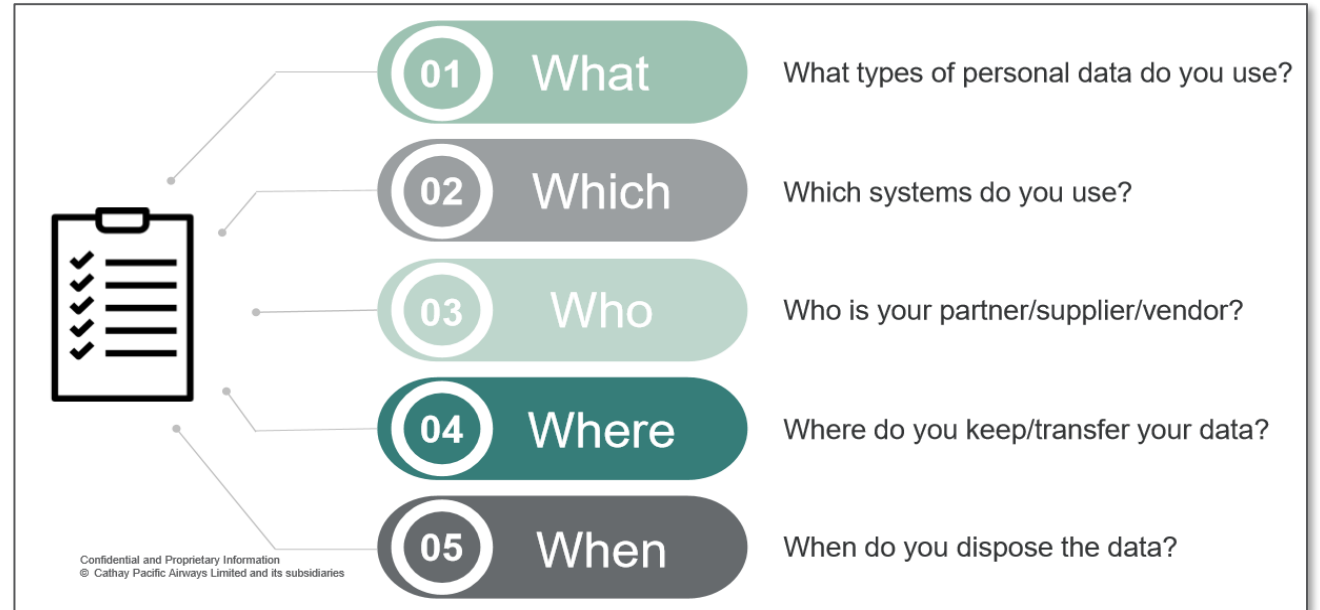 01 What What types of personal data do you use?
02 Which Which systems do you use?
03 Who Who is your partner/supplier/vendor?
04 Where Where do you keep/transfer your data?
05 When When do you dispose the data?
Confidential and Proprietary Information
© Cathay Pacific Airways Limited and its subsidiaries